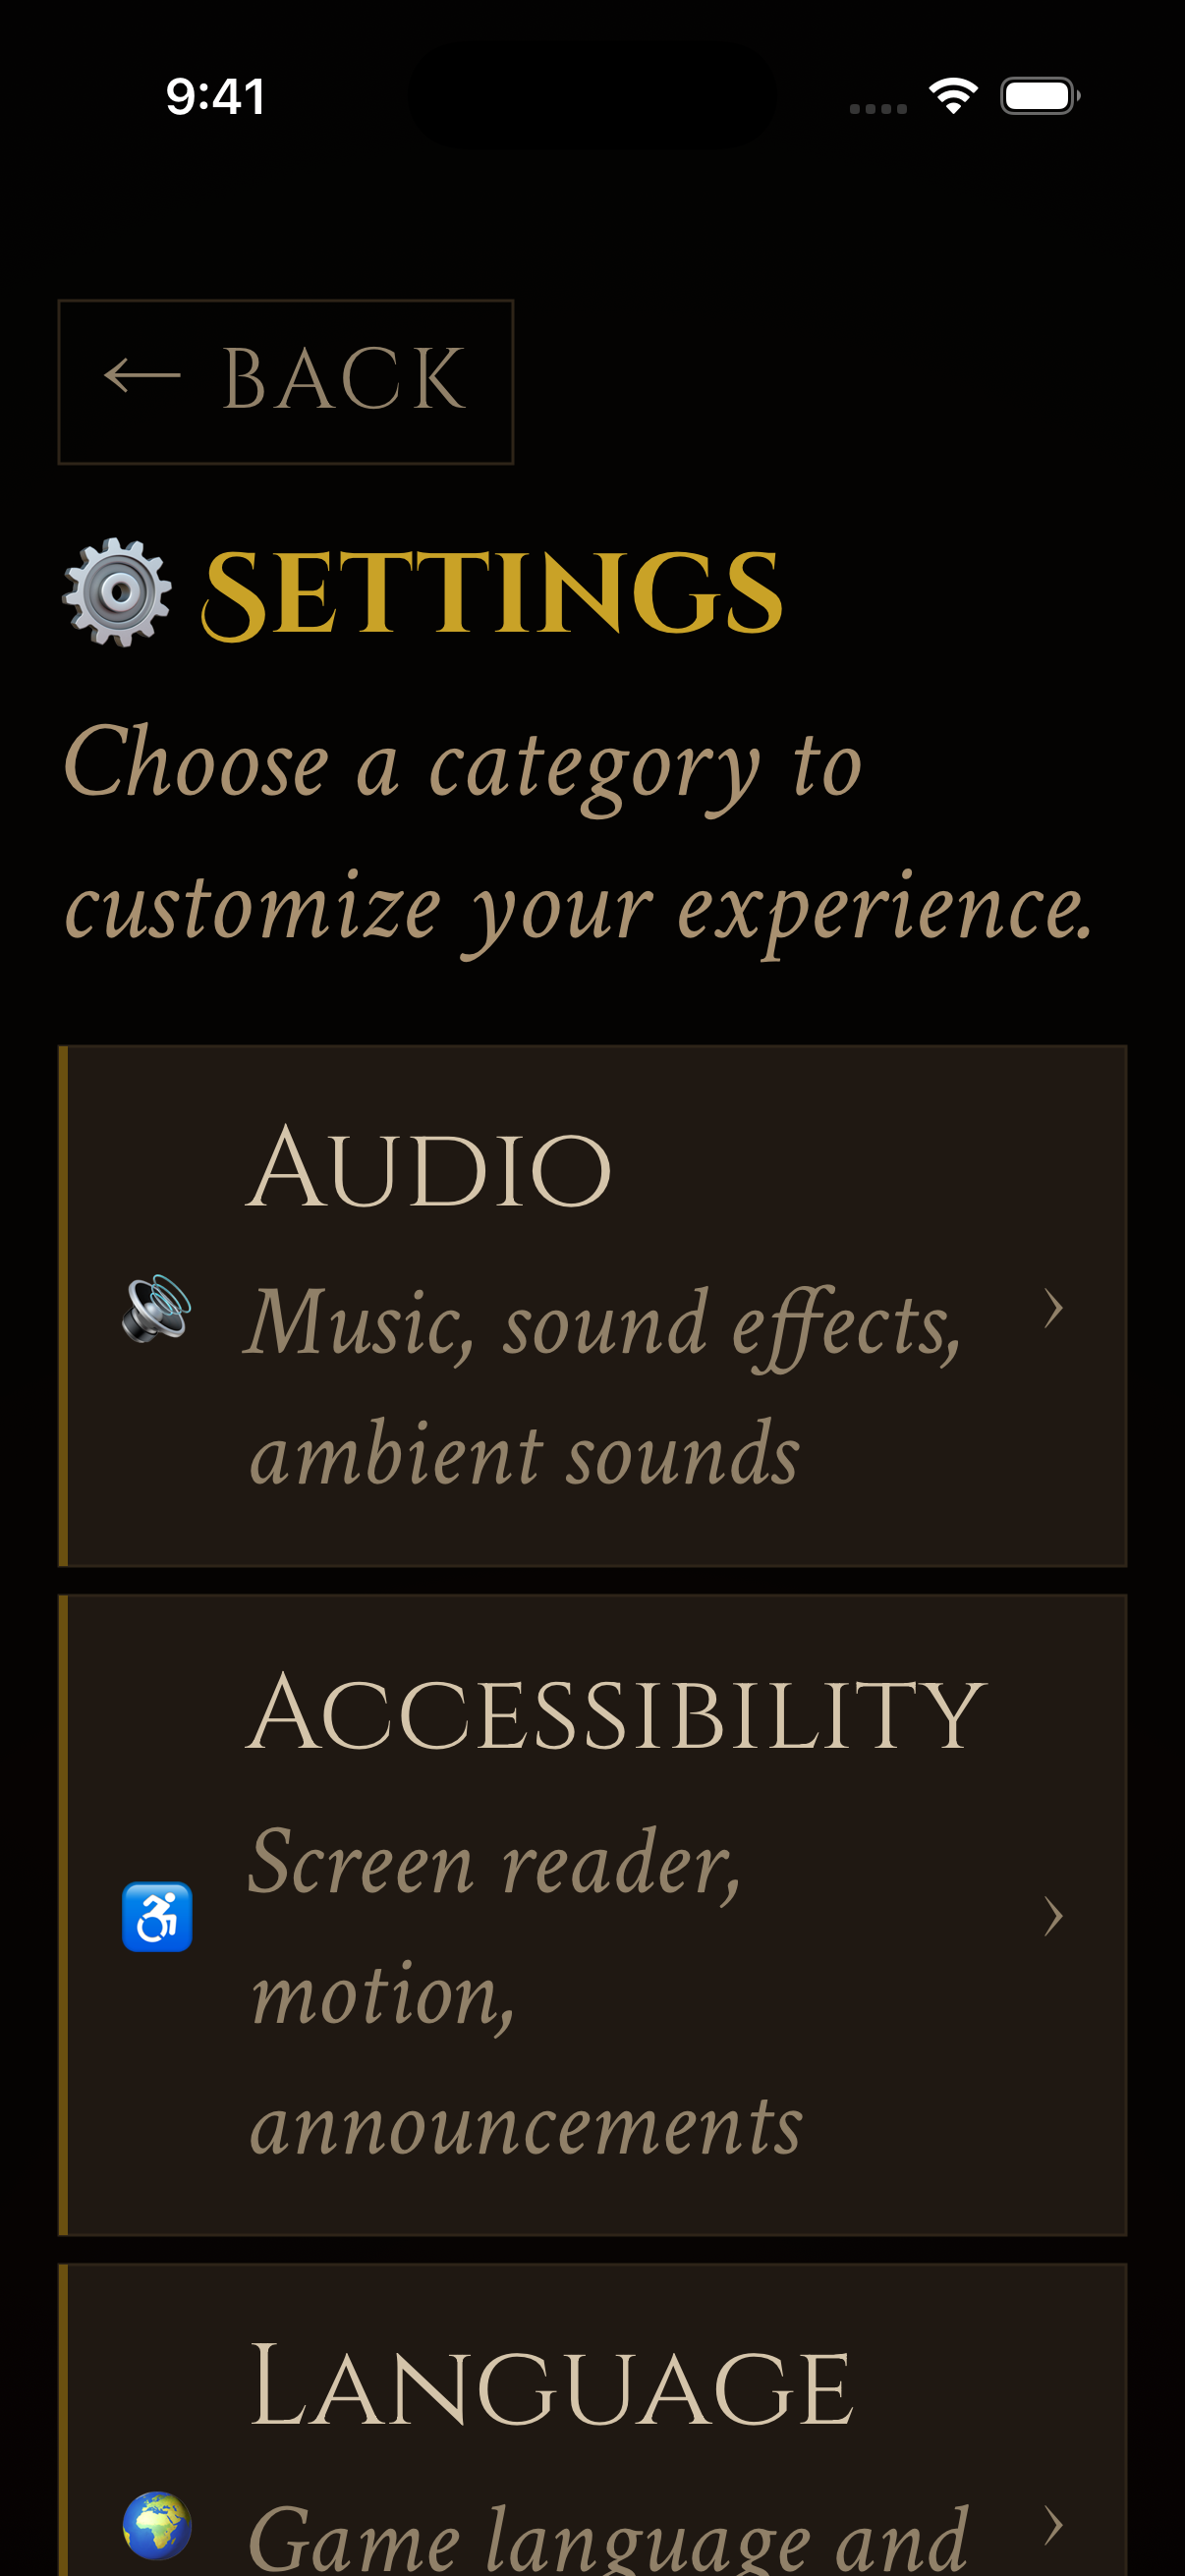 9:41
← BACK
SETTINGS
Choose a category to
customize your experience.
AUDIO
Music, sound effects,
ambient sounds
›
ACCESSIBILITY
Screen reader,
motion,
announcements
›
LANGUAGE
Game language and
›